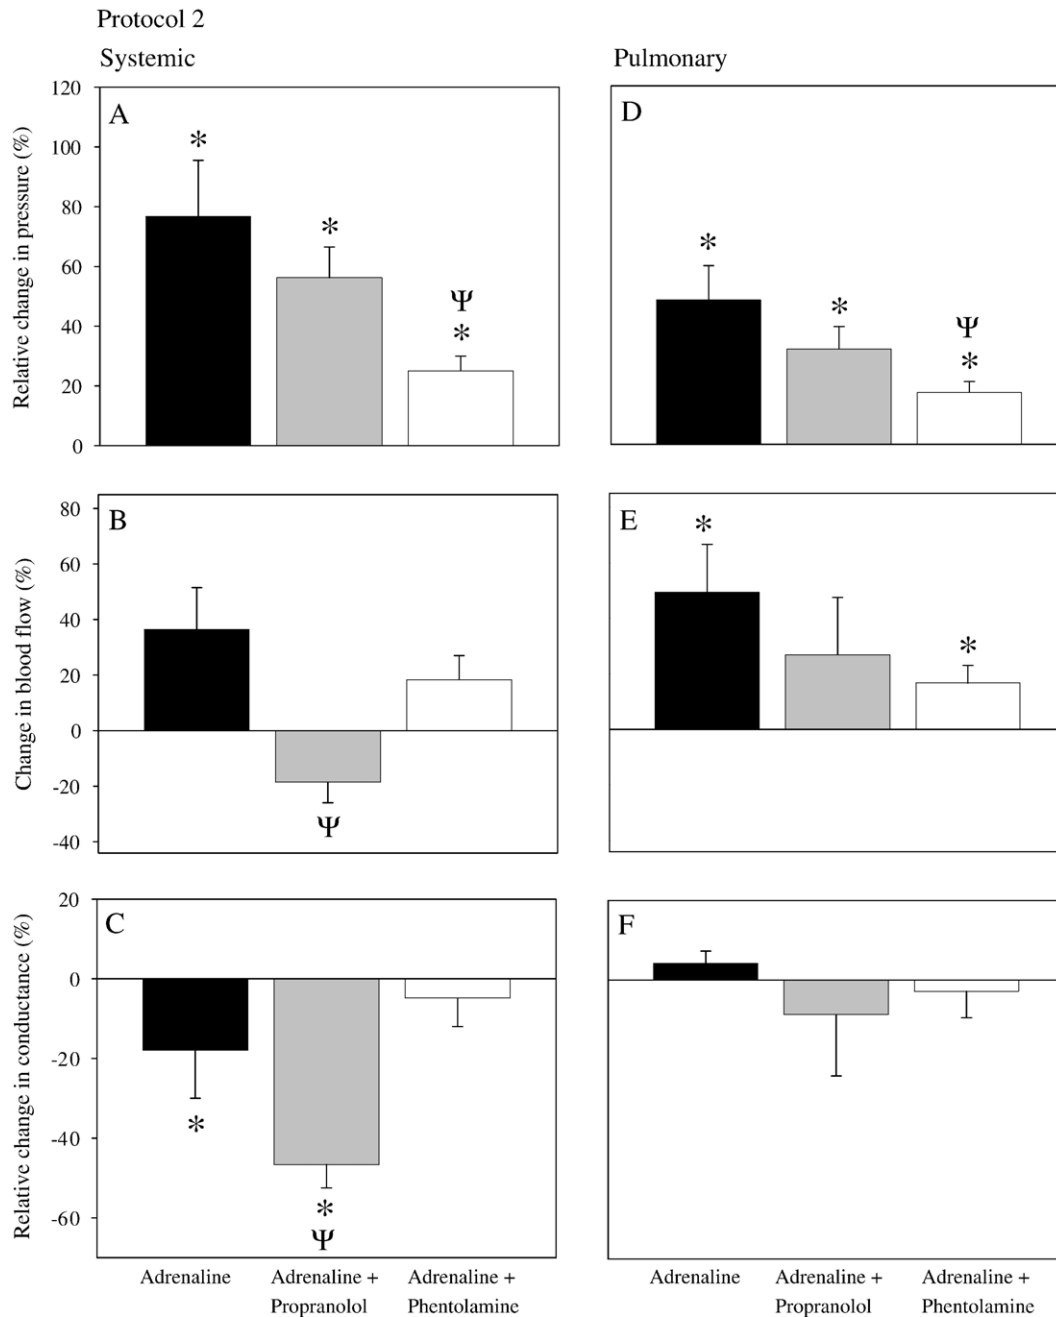 Protocol 2
Systemic
Pulmonary
Relative change in pressure (%)
120
100
80
60
40
20
0
A
*
*
Ψ
*
D
*
*
Ψ
*
Change in blood flow (%)
80
60
40
20
0
-20
-40
B
Ψ
E
*
*
Relative change in conductance (%)
20
0
-20
-40
-60
C
*
*
Ψ
F
Adrenaline
Adrenaline +
Propranolol
Adrenaline +
Phentolamine
Adrenaline
Adrenaline +
Propranolol
Adrenaline +
Phentolamine